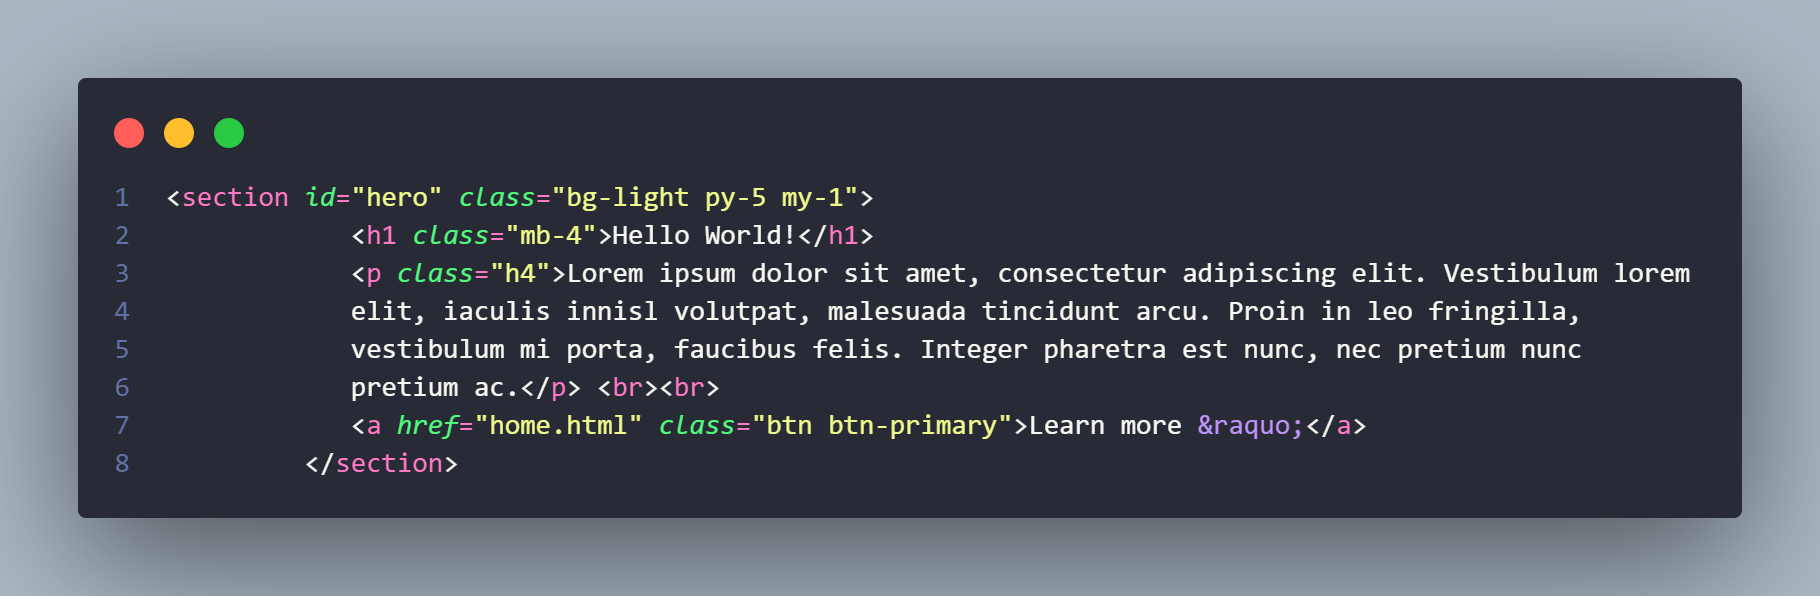 1 <section id="hero" class="bg-light py-5 my-1">
2 <h1 class="mb-4">Hello World!</h1>
3 <p class="h4">Lorem ipsum dolor sit amet, consectetur adipiscing elit. Vestibulum lorem
4 elit, iaculis innisl volutpat, malesuada tincidunt arcu. Proin in leo fringilla,
5 vestibulum mi porta, faucibus felis. Integer pharetra est nunc, nec pretium nunc
6 pretium ac.</p> <br><br>
7 <a href="home.html" class="btn btn-primary">Learn more &raquo;</a>
8 </section>